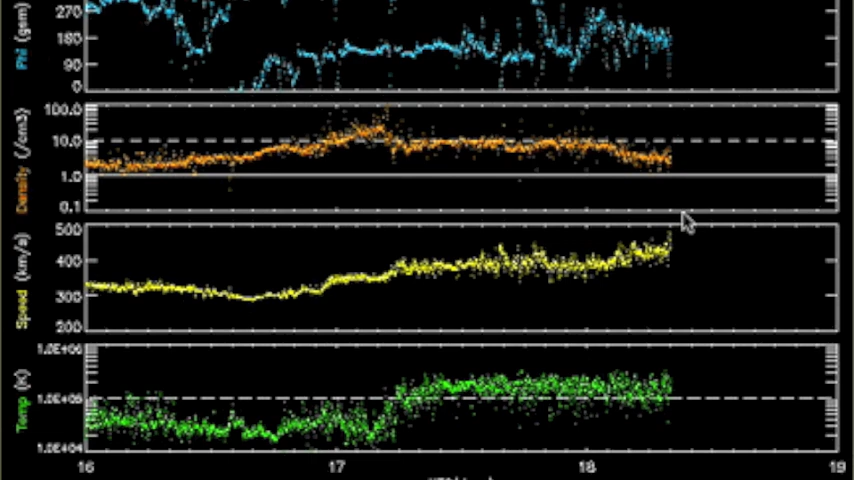 270
180
90
0
Phi (gsm)
100.0
10.0
1.0
0.1
Density (/cm3)
500
400
300
200
Speed (km/s)
1.0E+06
1.0E+05
1.0E+04
Temp (K)
16 17 18 19